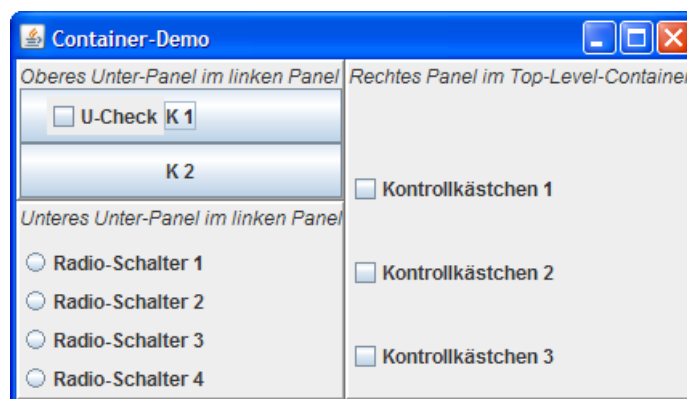 Container-Demo
Oberes Unter-Panel im linken Panel
U-Check K 1
K 2
Unteres Unter-Panel im linken Panel
Radio-Schalter 1
Radio-Schalter 2
Radio-Schalter 3
Radio-Schalter 4
Rechtes Panel im Top-Level-Container
Kontrollkästchen 1
Kontrollkästchen 2
Kontrollkästchen 3